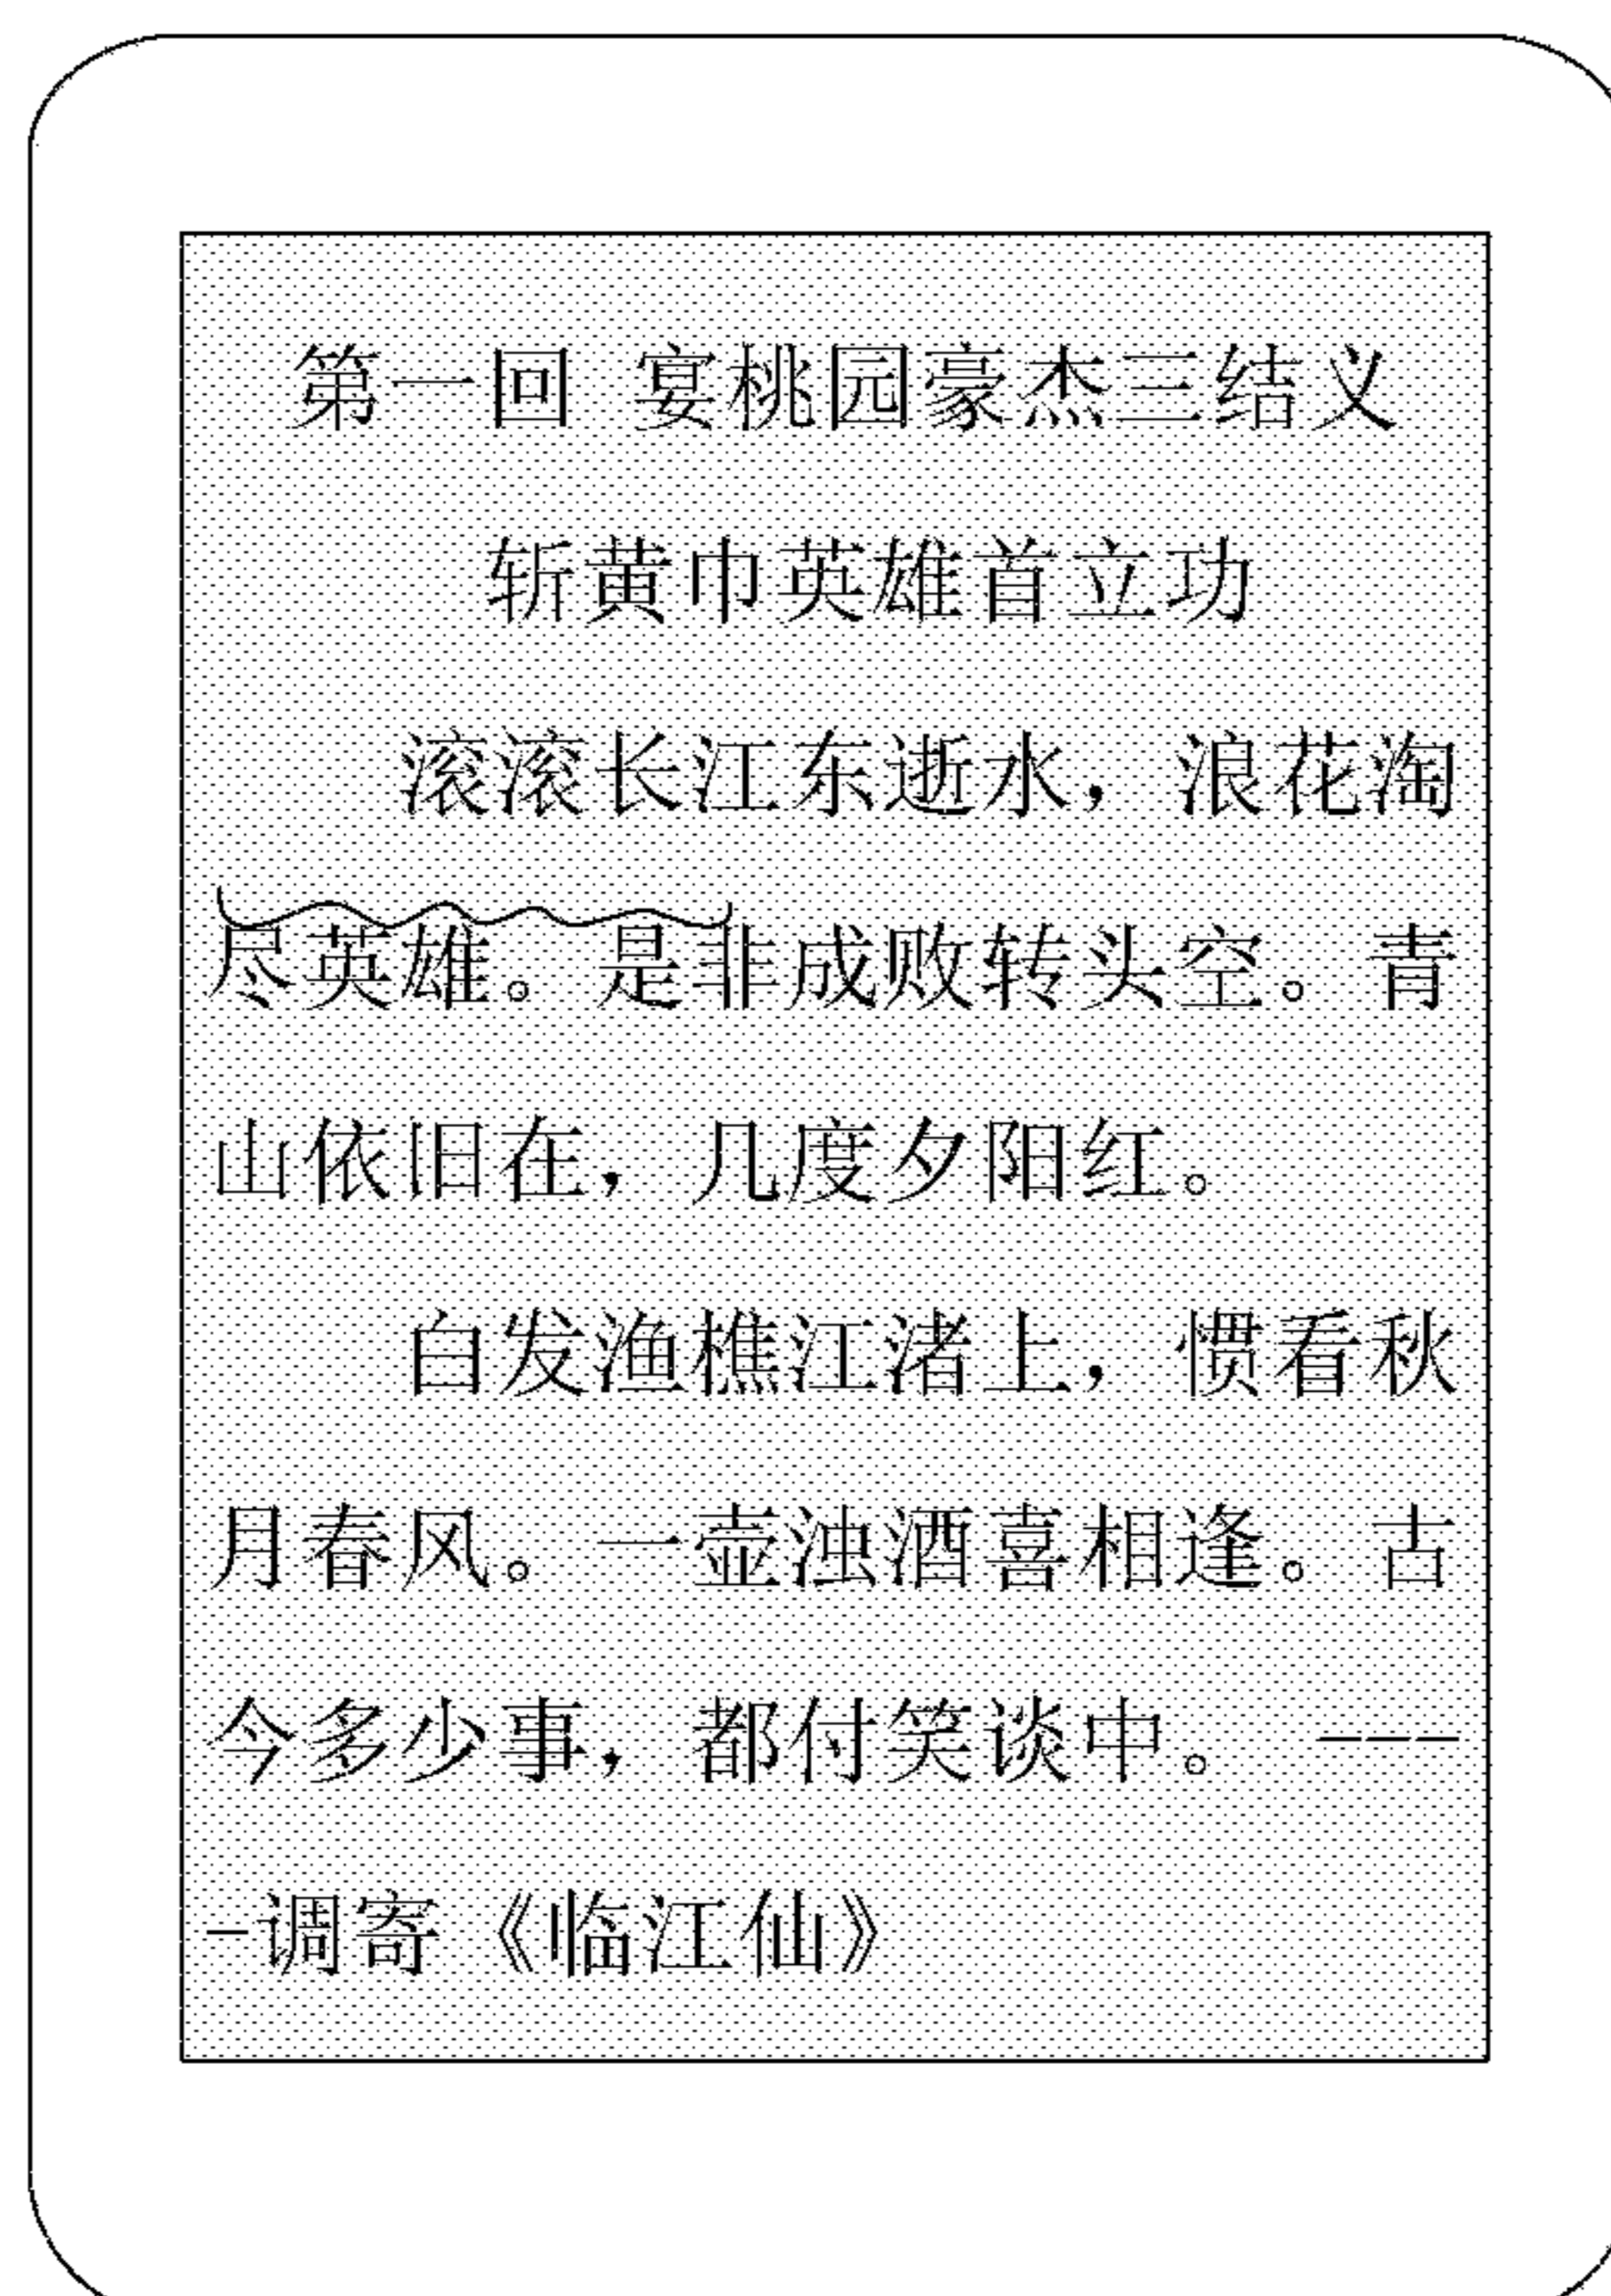 第一回 宴桃园豪杰三结义
斩黄巾英雄首立功
滚滚长江东逝水，浪花淘
尽英雄。是非成败转头空。青
山依旧在，几度夕阳红。
白发渔樵江渚上，惯看秋
月春风。一壶浊酒喜相逢。古
今多少事，都付笑谈中。 ---
-调寄《临江仙》